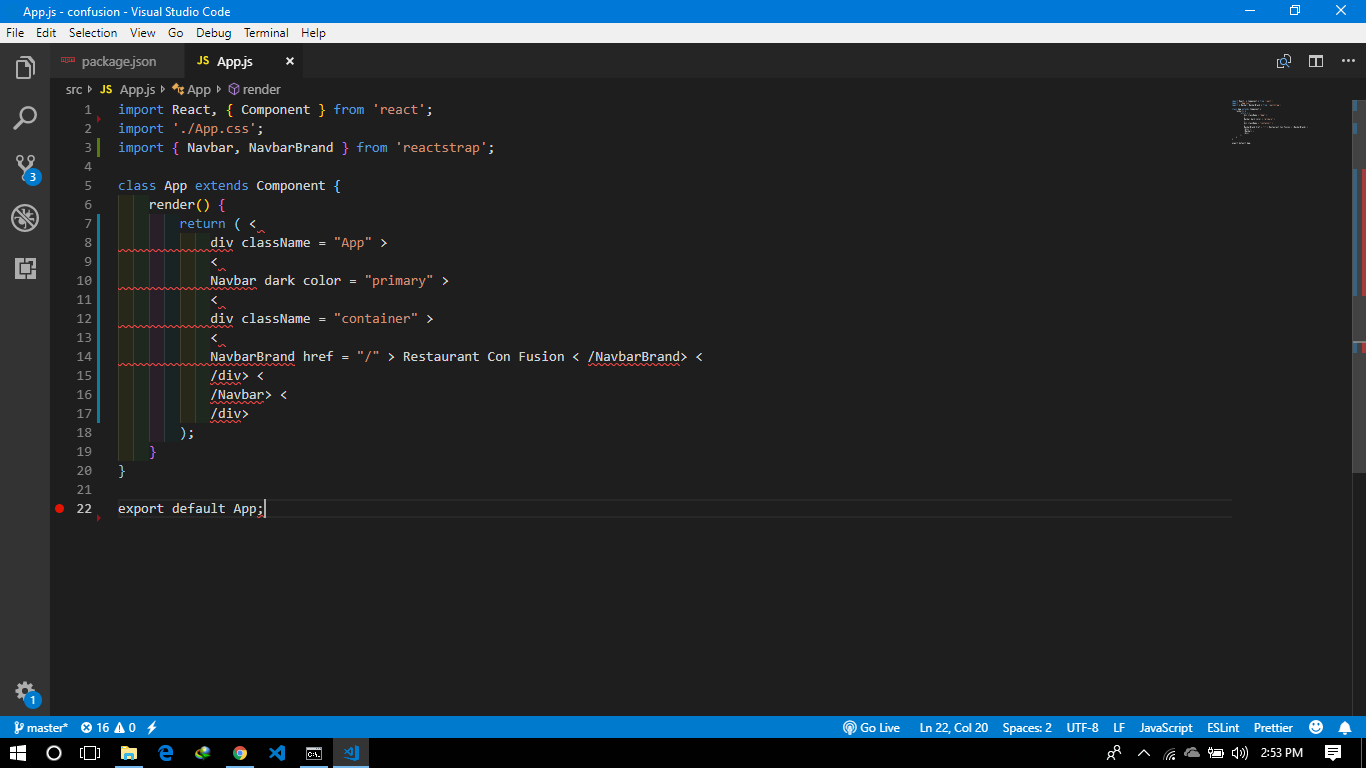 App.js - confusion - Visual Studio Code
File Edit Selection View Go Debug Terminal Help
package.json JS App.js
src JS App.js App render
1 import React, { Component } from 'react';
2 import './App.css';
3 import { Navbar, NavbarBrand } from 'reactstrap';
4
5 class App extends Component {
6 render() {
7 return ( <
8 div className = "App" >
9 <
10 Navbar dark color = "primary" >
11 <
12 div className = "container" >
13 <
14 NavbarBrand href = "/" > Restaurant Con Fusion < /NavbarBrand> <
15 /div> <
16 /Navbar> <
17 /div>
18 );
19 }
20 }
21
22 export default App;
3
1
master* 16 0 Go Live Ln 22, Col 20 Spaces: 2 UTF-8 LF JavaScript ESLint Prettier
2:53 PM